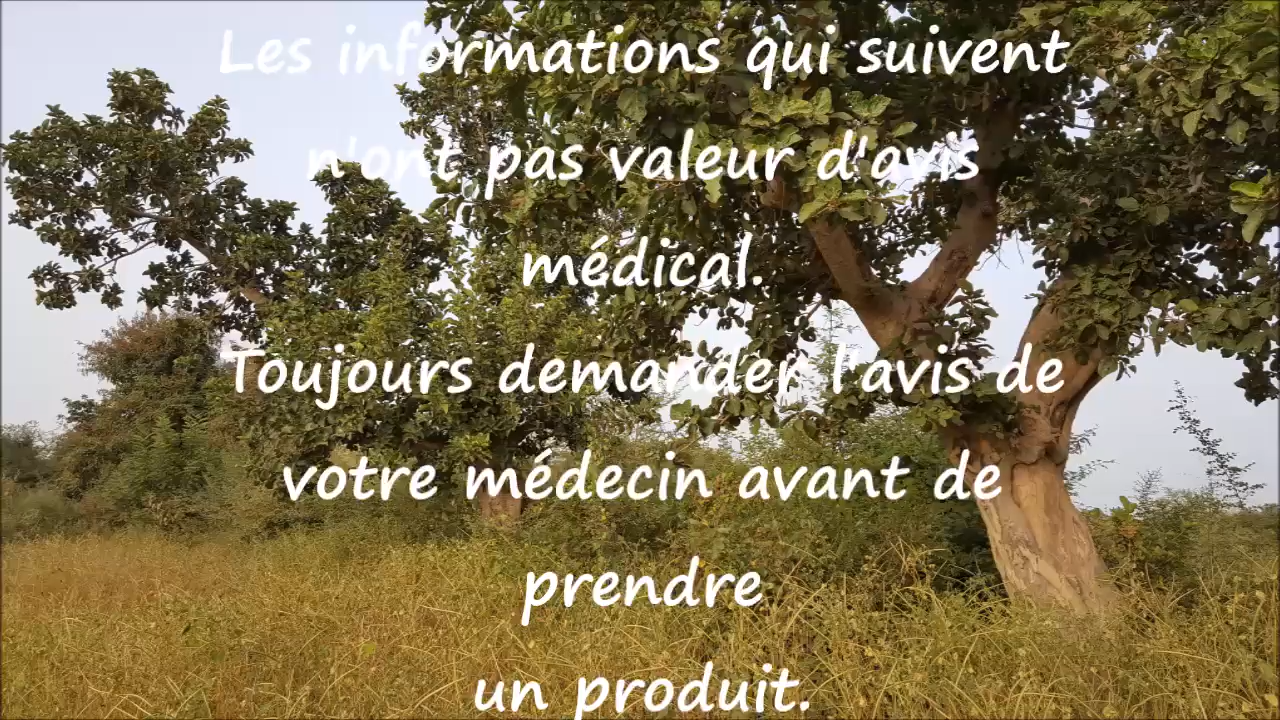 Les informations qui suivent
n'ont pas valeur d'avis
médical.
Toujours demander l'avis de
votre médecin avant de
prendre
un produit.